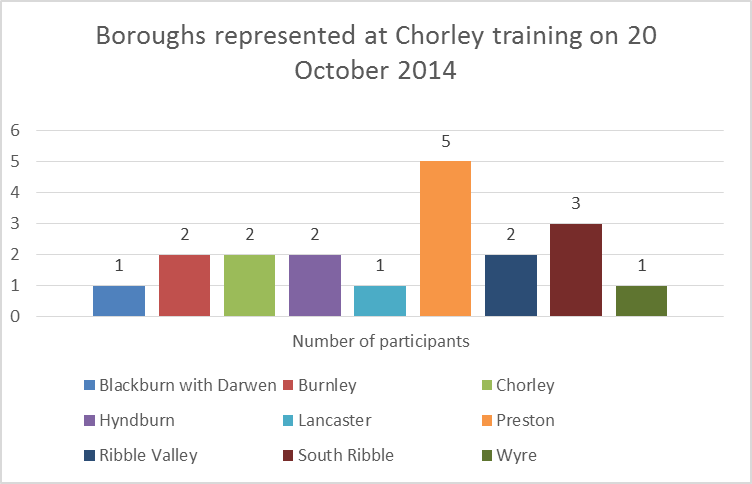 Boroughs represented at Chorley training on 20
October 2014
6
5
4
3
2
1
0
1
2
2
2
1
5
2
3
1
Number of participants
Blackburn with Darwen
Burnley
Chorley
Hyndburn
Lancaster
Preston
Ribble Valley
South Ribble
Wyre